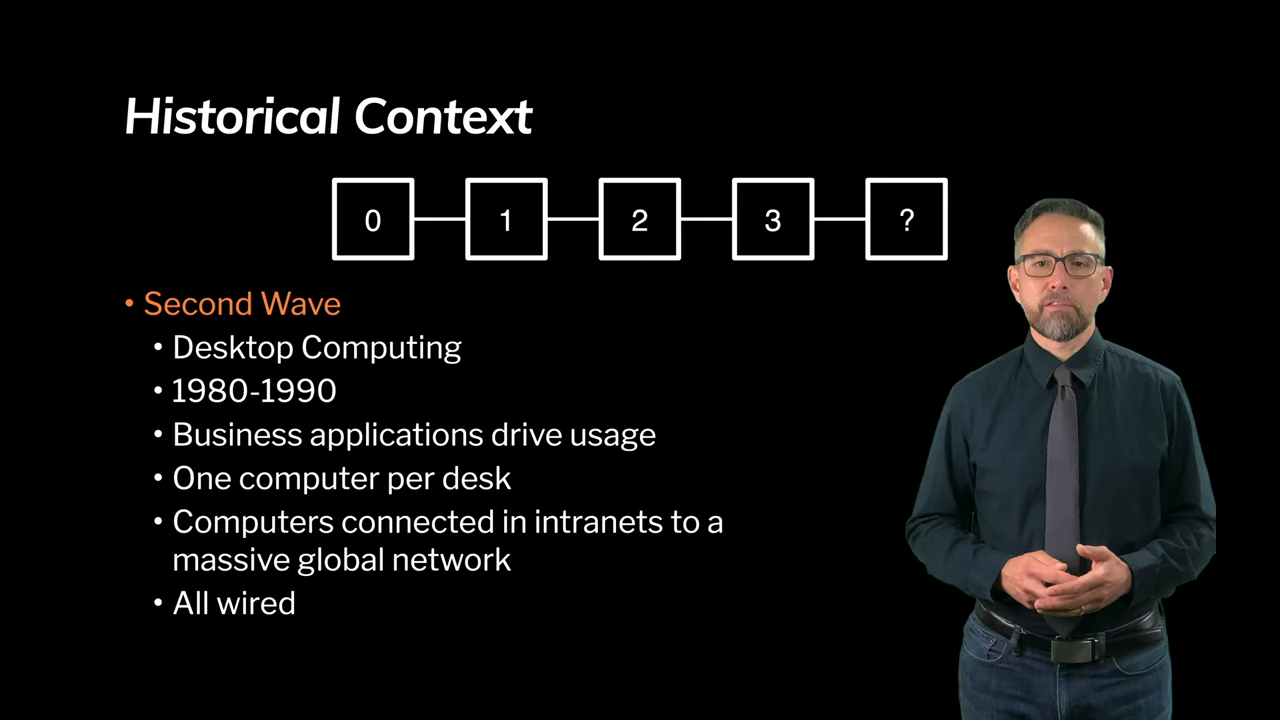 Historical Context
0 1 2 3 ?
• Second Wave
• Desktop Computing
• 1980-1990
• Business applications drive usage
• One computer per desk
• Computers connected in intranets to a
massive global network
• All wired